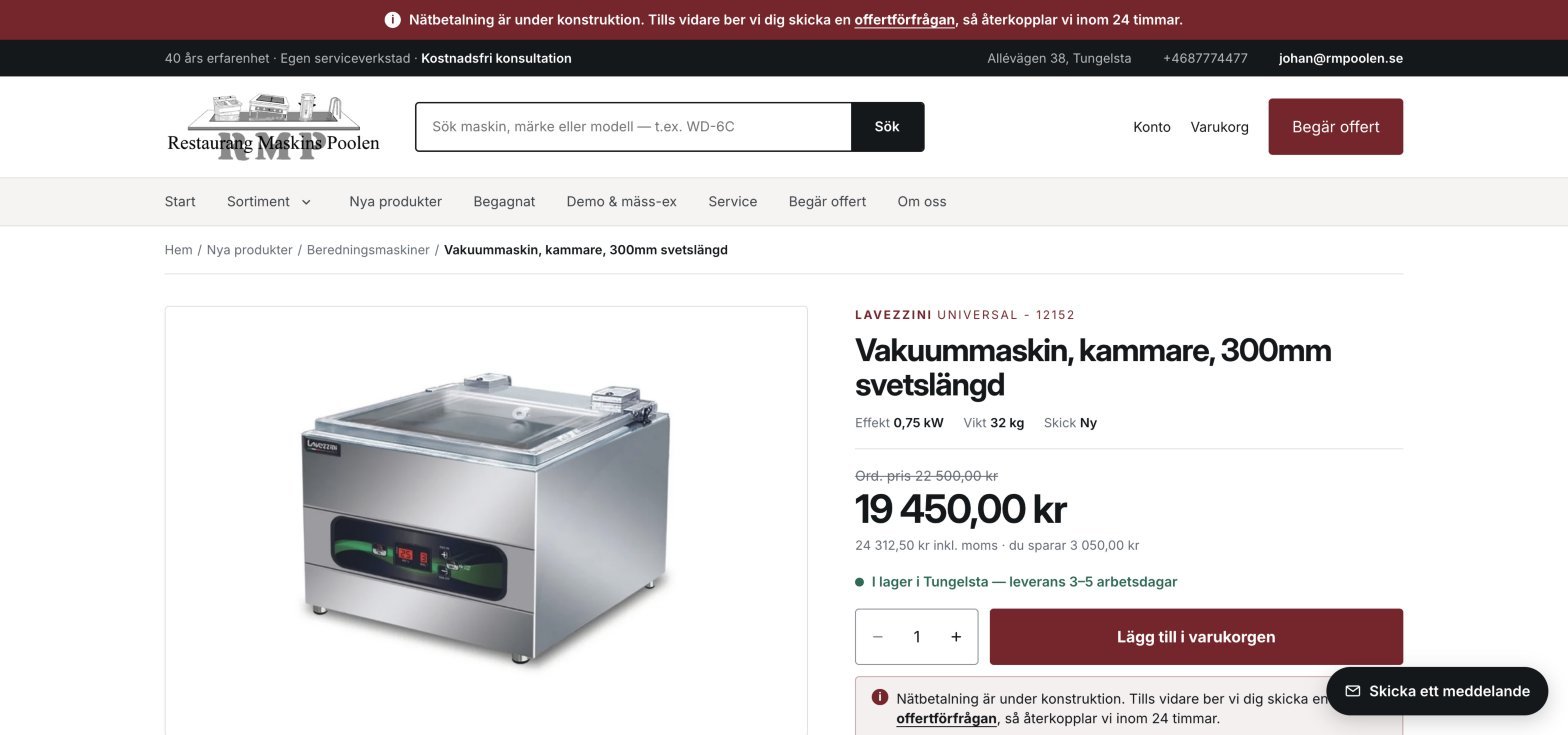 Nätbetalning är under konstruktion. Tills vidare ber vi dig skicka en offertförfrågan, så återkopplar vi inom 24 timmar.
40 års erfarenhet · Egen serviceverkstad · Kostnadsfri konsultation
Allévägen 38, Tungelsta
+4687774477
johan@rmpoolen.se
RMP
Restaurang Maskins Poolen
Sök maskin, märke eller modell — t.ex. WD-6C
Sök
Konto
Varukorg
Begär offert
Start
Sortiment
Nya produkter
Begagnat
Demo & mäss-ex
Service
Begär offert
Om oss
Hem / Nya produkter / Beredningsmaskiner / Vakuummaskin, kammare, 300mm svetslängd
Lavezzini
25 3
LAVEZZINI UNIVERSAL - 12152
Vakuummaskin, kammare, 300mm
svetslängd
Effekt 0,75 kW
Vikt 32 kg
Skick Ny
Ord. pris 22 500,00 kr
19 450,00 kr
24 312,50 kr inkl. moms · du sparar 3 050,00 kr
I lager i Tungelsta — leverans 3–5 arbetsdagar
− 1 +
Lägg till i varukorgen
Nätbetalning är under konstruktion. Tills vidare ber vi dig skicka en
offertförfrågan, så återkopplar vi inom 24 timmar.
Skicka ett meddelande